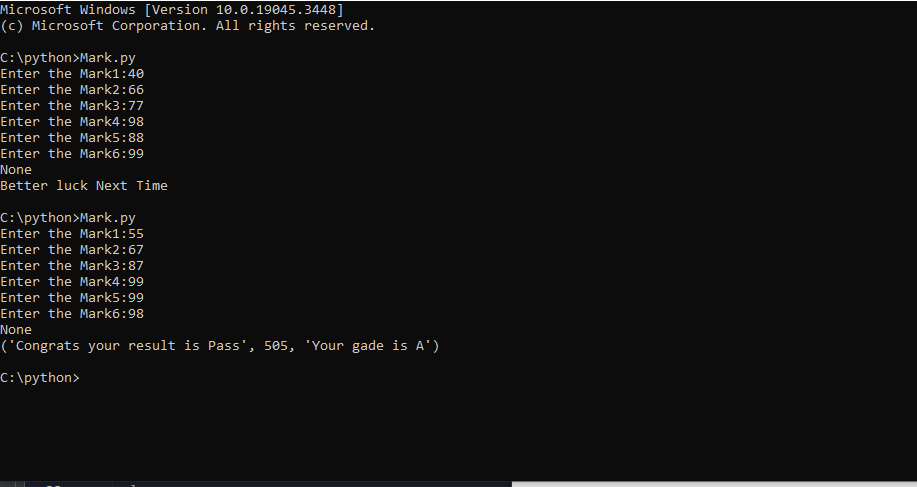 Microsoft Windows [Version 10.0.19045.3448]
(c) Microsoft Corporation. All rights reserved.
C:\python>Mark.py
Enter the Mark1:40
Enter the Mark2:66
Enter the Mark3:77
Enter the Mark4:98
Enter the Mark5:88
Enter the Mark6:99
None
Better luck Next Time
C:\python>Mark.py
Enter the Mark1:55
Enter the Mark2:67
Enter the Mark3:87
Enter the Mark4:99
Enter the Mark5:99
Enter the Mark6:98
None
('Congrats your result is Pass', 505, 'Your gade is A')
C:\python>